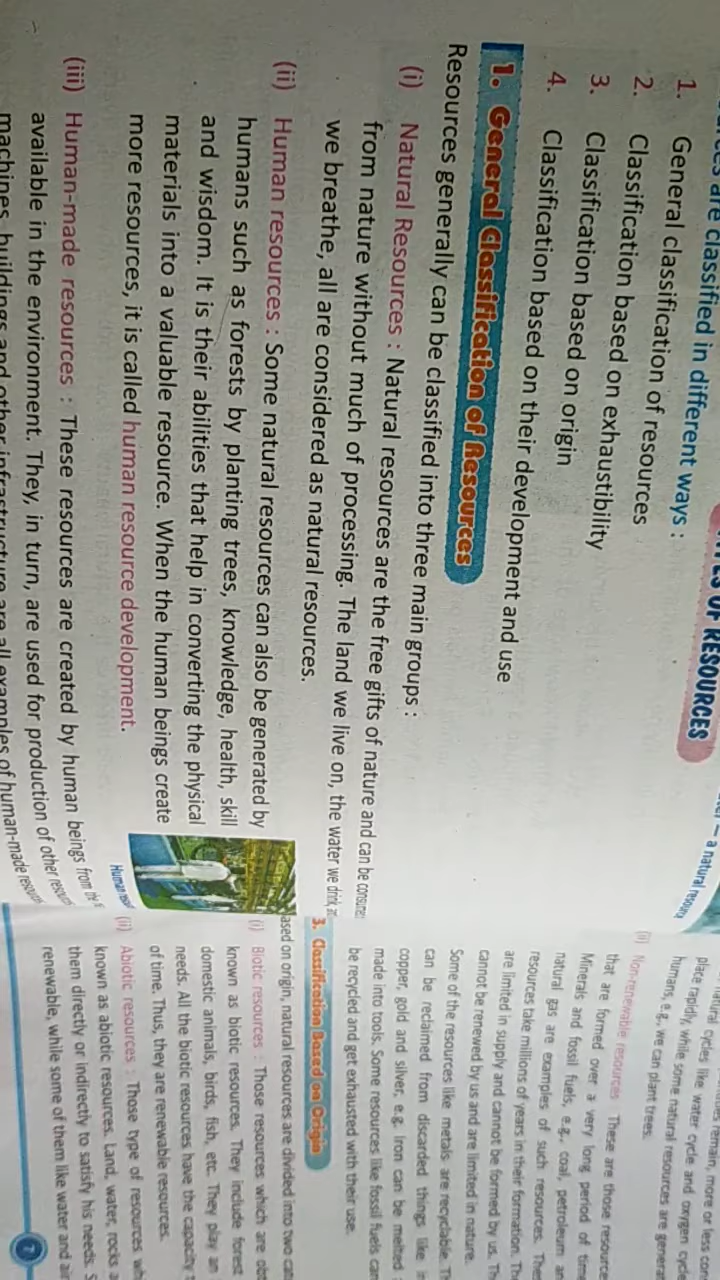 are classified in different ways :
1. General classification of resources
2. Classification based on exhaustibility
3. Classification based on origin
4. Classification based on their development and use
OF RESOURCES
1. General Classification of Resources
Resources generally can be classified into three main groups :
(i) Natural Resources : Natural resources are the free gifts of nature and can be
from nature without much of processing. The land we live on, the water we drink
we breathe, all are considered as natural resources.
(ii) Human resources : Some natural resources can also be generated by
humans such as forests by planting trees, knowledge, health, skill
and wisdom. It is their abilities that help in converting the physical
materials into a valuable resource. When the human beings create
more resources, it is called human resource development.
Human
(iii) Human-made resources : These resources are created by human beings from
available in the environment. They, in turn, are used for production of other
machines, buildings and other infrastructure are all examples of human-made
– a natural
natural cycles like water cycle and oxygen
place rapidly, while some natural resources are
humans, e.g., we can plant trees.
(ii) Non-renewable resources : These are those
that are formed over a very long period of
Minerals and fossil fuels, e.g., coal, petroleum
natural gas are examples of such resources.
resources take millions of years in their formation.
are limited in supply and cannot be formed by us.
cannot be renewed by us and are limited in nature.
Some of the resources like metals are recyclable.
can be reclaimed from discarded things like
copper, gold and silver, e.g. iron can be melted
made into tools. Some resources like fossil fuels
be recycled and get exhausted with their use.
3. Classification Based on Origin
on origin, natural resources are divided into two
(i) Biotic resources : Those resources which are
known as biotic resources. They include forest
domestic animals, birds, fish, etc. They play an
needs. All the biotic resources have the capacity
of time. Thus, they are renewable resources.
(ii) Abiotic resources : Those type of resources
known as abiotic resources. Land, water, rocks
them directly or indirectly to satisfy his needs.
renewable, while some of them like water and air
7